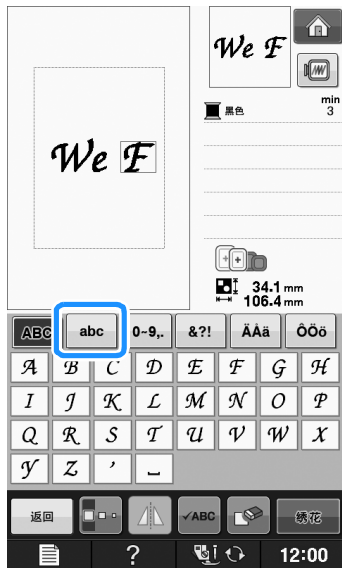 We F
We F
黑色
min
3
34.1 mm
106.4 mm
ABC abc 0~9,. &?! ÄÅä ÔÖö
A B C D E F G H
I J K L M N O P
Q R S T U V W X
Y Z ’ ␣
返回 ✓ABC 绣花
? 12:00